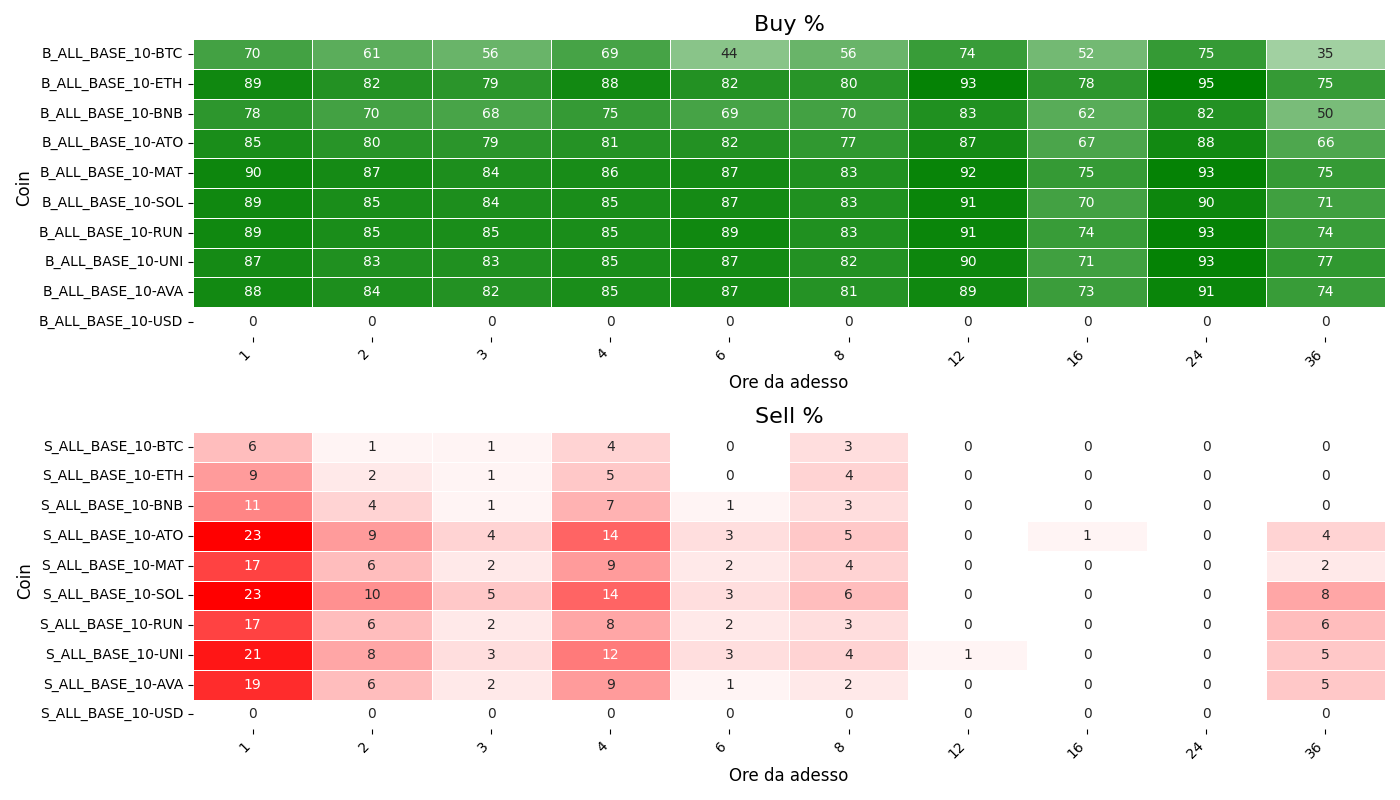 Buy %
Coin
B_ALL_BASE_10-BTC 70 61 56 69 44 56 74 52 75 35
B_ALL_BASE_10-ETH 89 82 79 88 82 80 93 78 95 75
B_ALL_BASE_10-BNB 78 70 68 75 69 70 83 62 82 50
B_ALL_BASE_10-ATO 85 80 79 81 82 77 87 67 88 66
B_ALL_BASE_10-MAT 90 87 84 86 87 83 92 75 93 75
B_ALL_BASE_10-SOL 89 85 84 85 87 83 91 70 90 71
B_ALL_BASE_10-RUN 89 85 85 85 89 83 91 74 93 74
B_ALL_BASE_10-UNI 87 83 83 85 87 82 90 71 93 77
B_ALL_BASE_10-AVA 88 84 82 85 87 81 89 73 91 74
B_ALL_BASE_10-USD 0 0 0 0 0 0 0 0 0 0
1 2 3 4 6 8 12 16 24 36
Ore da adesso
Sell %
Coin
S_ALL_BASE_10-BTC 6 1 1 4 0 3 0 0 0 0
S_ALL_BASE_10-ETH 9 2 1 5 0 4 0 0 0 0
S_ALL_BASE_10-BNB 11 4 1 7 1 3 0 0 0 0
S_ALL_BASE_10-ATO 23 9 4 14 3 5 0 1 0 4
S_ALL_BASE_10-MAT 17 6 2 9 2 4 0 0 0 2
S_ALL_BASE_10-SOL 23 10 5 14 3 6 0 0 0 8
S_ALL_BASE_10-RUN 17 6 2 8 2 3 0 0 0 6
S_ALL_BASE_10-UNI 21 8 3 12 3 4 1 0 0 5
S_ALL_BASE_10-AVA 19 6 2 9 1 2 0 0 0 5
S_ALL_BASE_10-USD 0 0 0 0 0 0 0 0 0 0
1 2 3 4 6 8 12 16 24 36
Ore da adesso